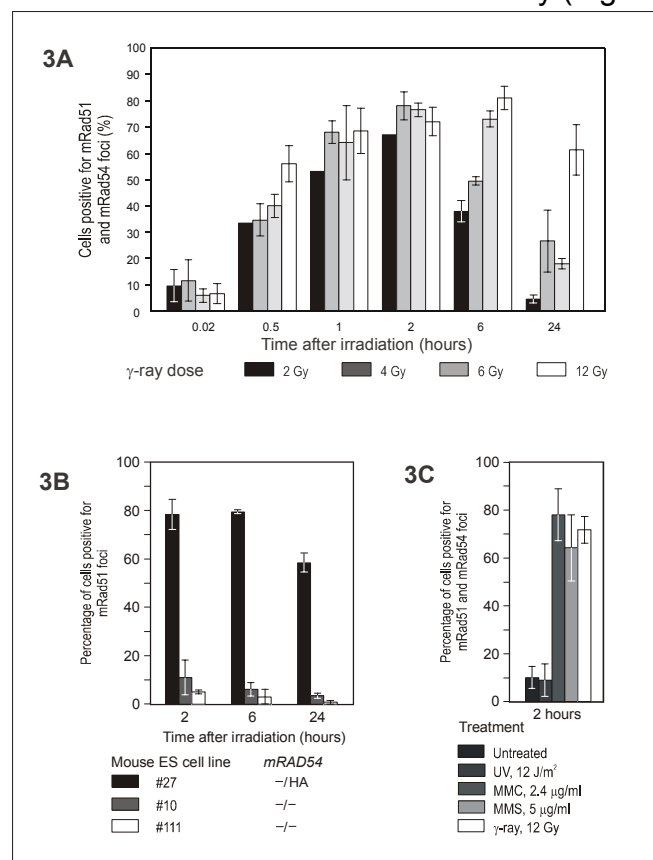 3A
Cells positive for mRad51
and mRad54 foci (%)
100
90
80
70
60
50
40
30
20
10
0
0.02 0.5 1 2 6 24
Time after irradiation (hours)
γ-ray dose 2 Gy 4 Gy 6 Gy 12 Gy
3B
Percentage of cells positive for
mRad51 foci
100
80
60
40
20
0
2 6 24
Time after irradiation (hours)
Mouse ES cell line mRAD54
#27 –/HA
#10 –/–
#111 –/–
3C
Percentage of cells positive for
mRad51 and mRad54 foci
100
80
60
40
20
0
2 hours
Treatment
Untreated
UV, 12 J/m²
MMC, 2.4 μg/ml
MMS, 5 μg/ml
γ-ray, 12 Gy